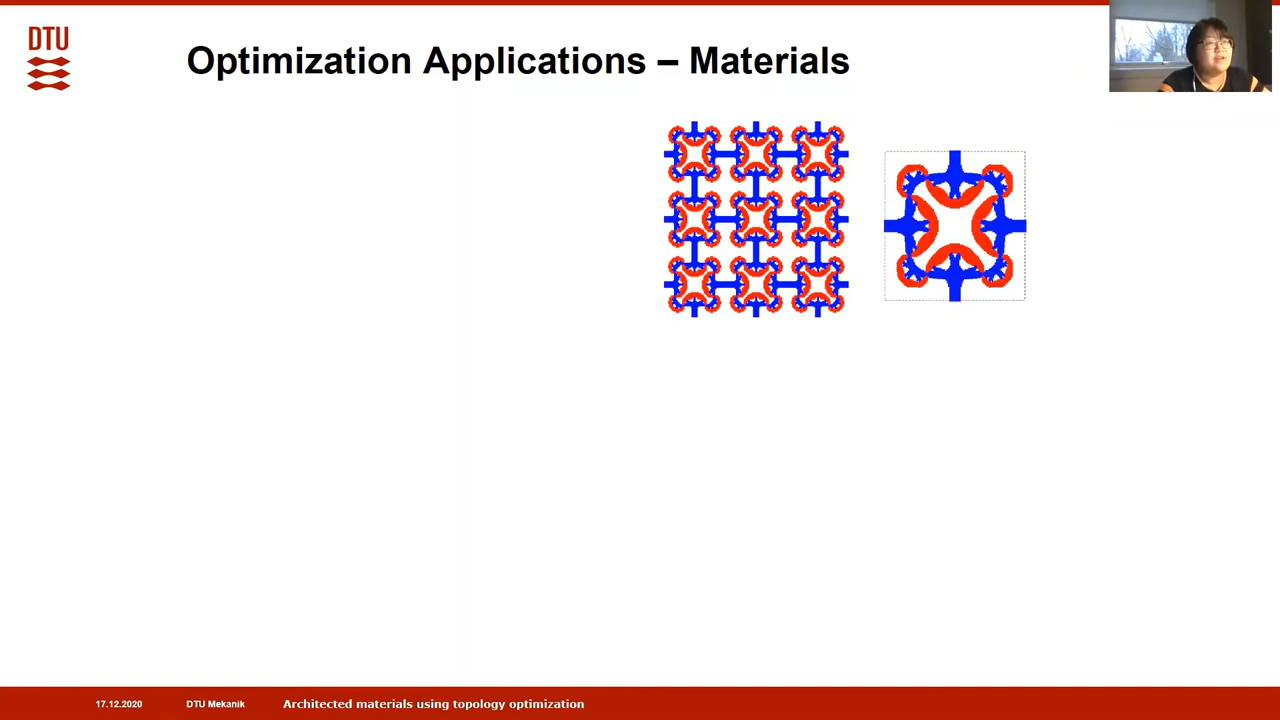 DTU
Optimization Applications – Materials
17.12.2020
DTU Mekanik
Architected materials using topology optimization